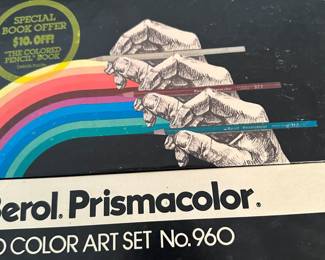 SPECIAL
BOOK OFFER
$10. OFF!
"THE COLORED
PENCIL" BOOK
Berol. Prismacolor.
COLOR ART SET No. 960